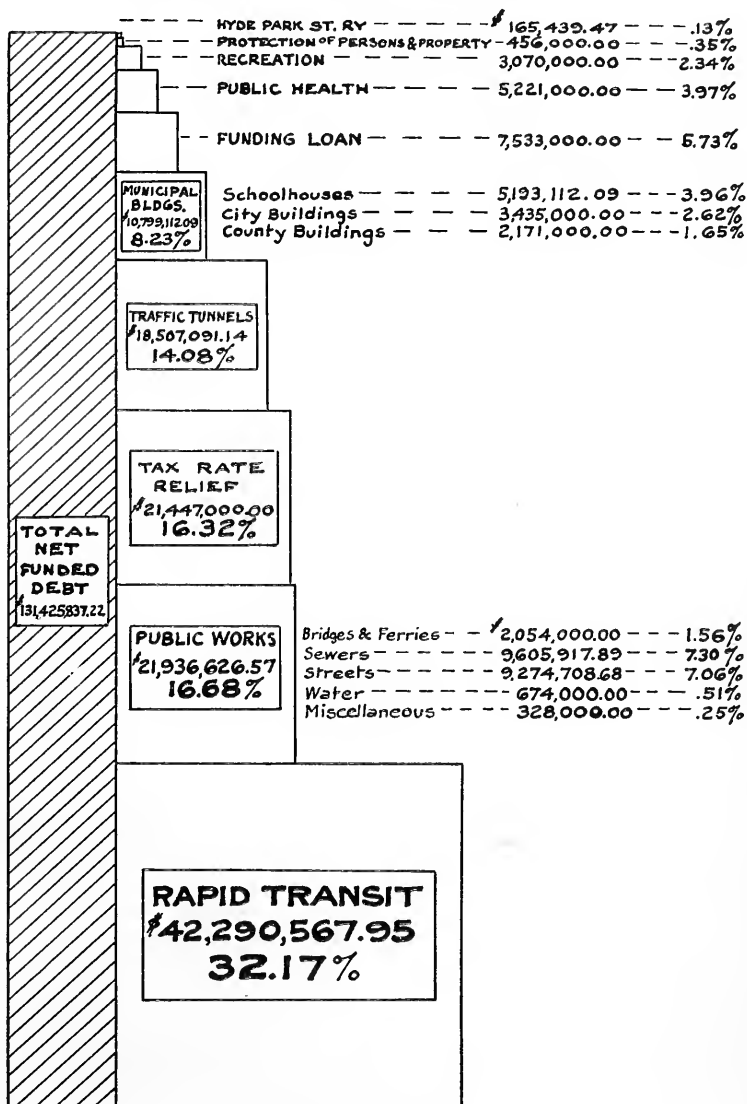 HYDE PARK ST. RY - $165,439.47 - .13%
PROTECTION OF PERSONS & PROPERTY - 456,000.00 - .35%
RECREATION - 3,070,000.00 - 2.34%
PUBLIC HEALTH - 5,221,000.00 - 3.97%
FUNDING LOAN - 7,533,000.00 - 5.73%
MUNICIPAL
BLDGS.
$10,799,112.09
8.23%
Schoolhouses - 5,193,112.09 - 3.96%
City Buildings - 3,435,000.00 - 2.62%
County Buildings - 2,171,000.00 - 1.65%
TRAFFIC TUNNELS
$18,507,091.14
14.08%
TAX RATE
RELIEF
$21,447,000.00
16.32%
TOTAL
NET
FUNDED
DEBT
$131,425,837.22
PUBLIC WORKS
$21,936,626.57
16.68%
Bridges & Ferries - $2,054,000.00 - 1.56%
Sewers - 9,605,917.89 - 7.30%
Streets - 9,274,708.68 - 7.06%
Water - 674,000.00 - .51%
Miscellaneous - 328,000.00 - .25%
RAPID TRANSIT
$42,290,567.95
32.17%